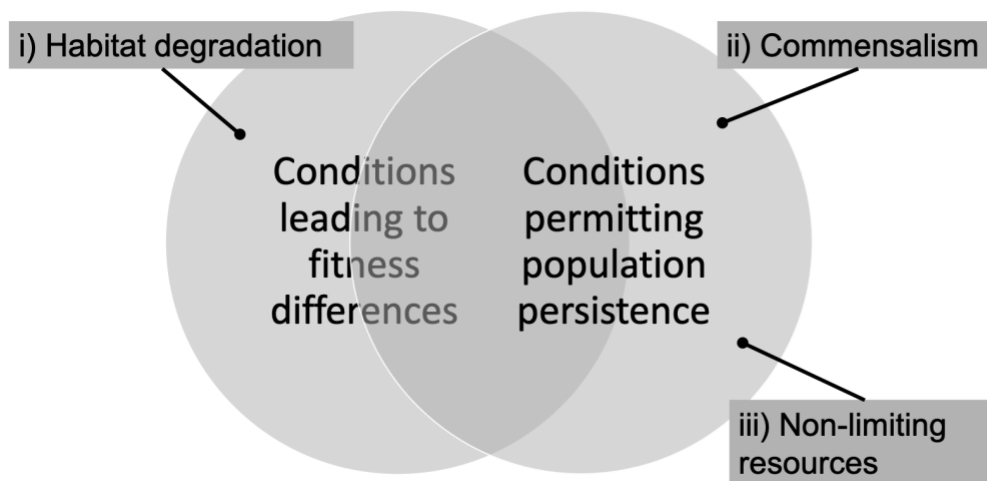 i) Habitat degradation
ii) Commensalism
Conditions
leading to
fitness
differences
Conditions
permitting
population
persistence
iii) Non-limiting
resources